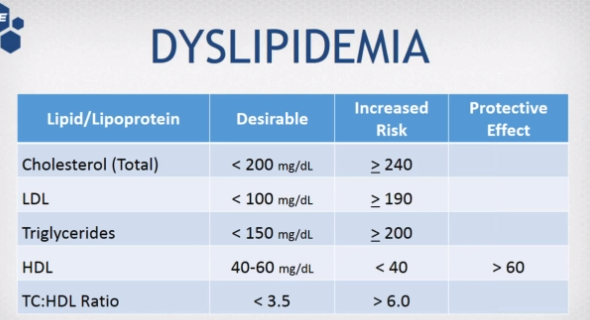 E
DYSLIPIDEMIA
Lipid/Lipoprotein Desirable Increased Risk Protective Effect
Cholesterol (Total) < 200 mg/dL ≥ 240
LDL < 100 mg/dL ≥ 190
Triglycerides < 150 mg/dL ≥ 200
HDL 40-60 mg/dL < 40 > 60
TC:HDL Ratio < 3.5 > 6.0